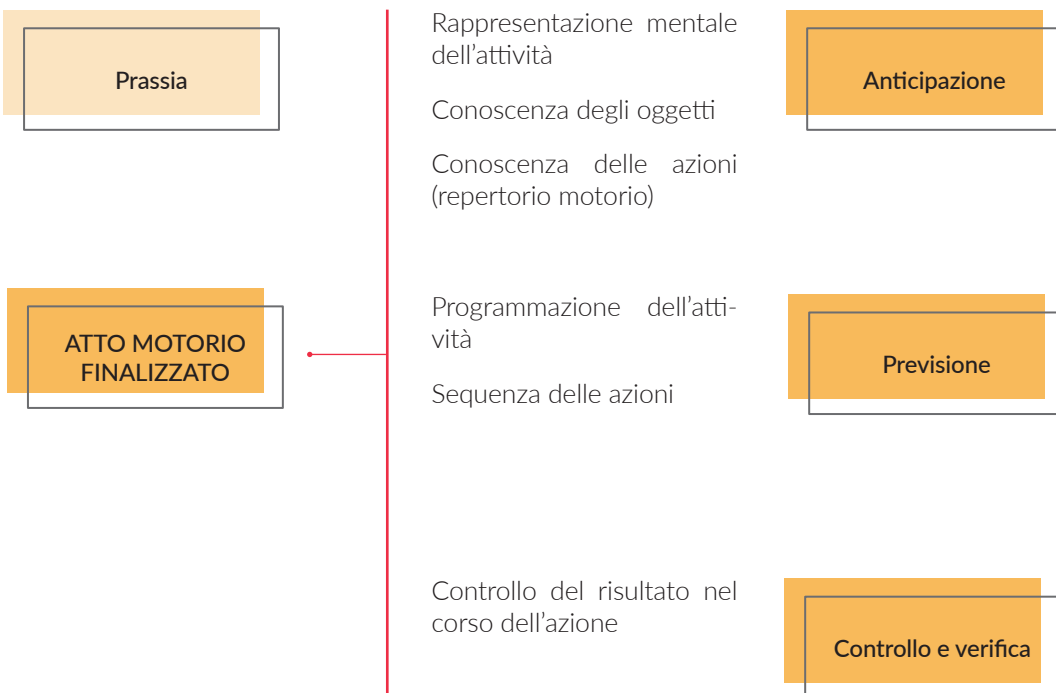 Prassia
Rappresentazione mentale
dell'attività
Conoscenza degli oggetti
Conoscenza delle azioni
(repertorio motorio)
Anticipazione
ATTO MOTORIO
FINALIZZATO
Programmazione dell'atti-
vità
Sequenza delle azioni
Previsione
Controllo del risultato nel
corso dell'azione
Controllo e verifica